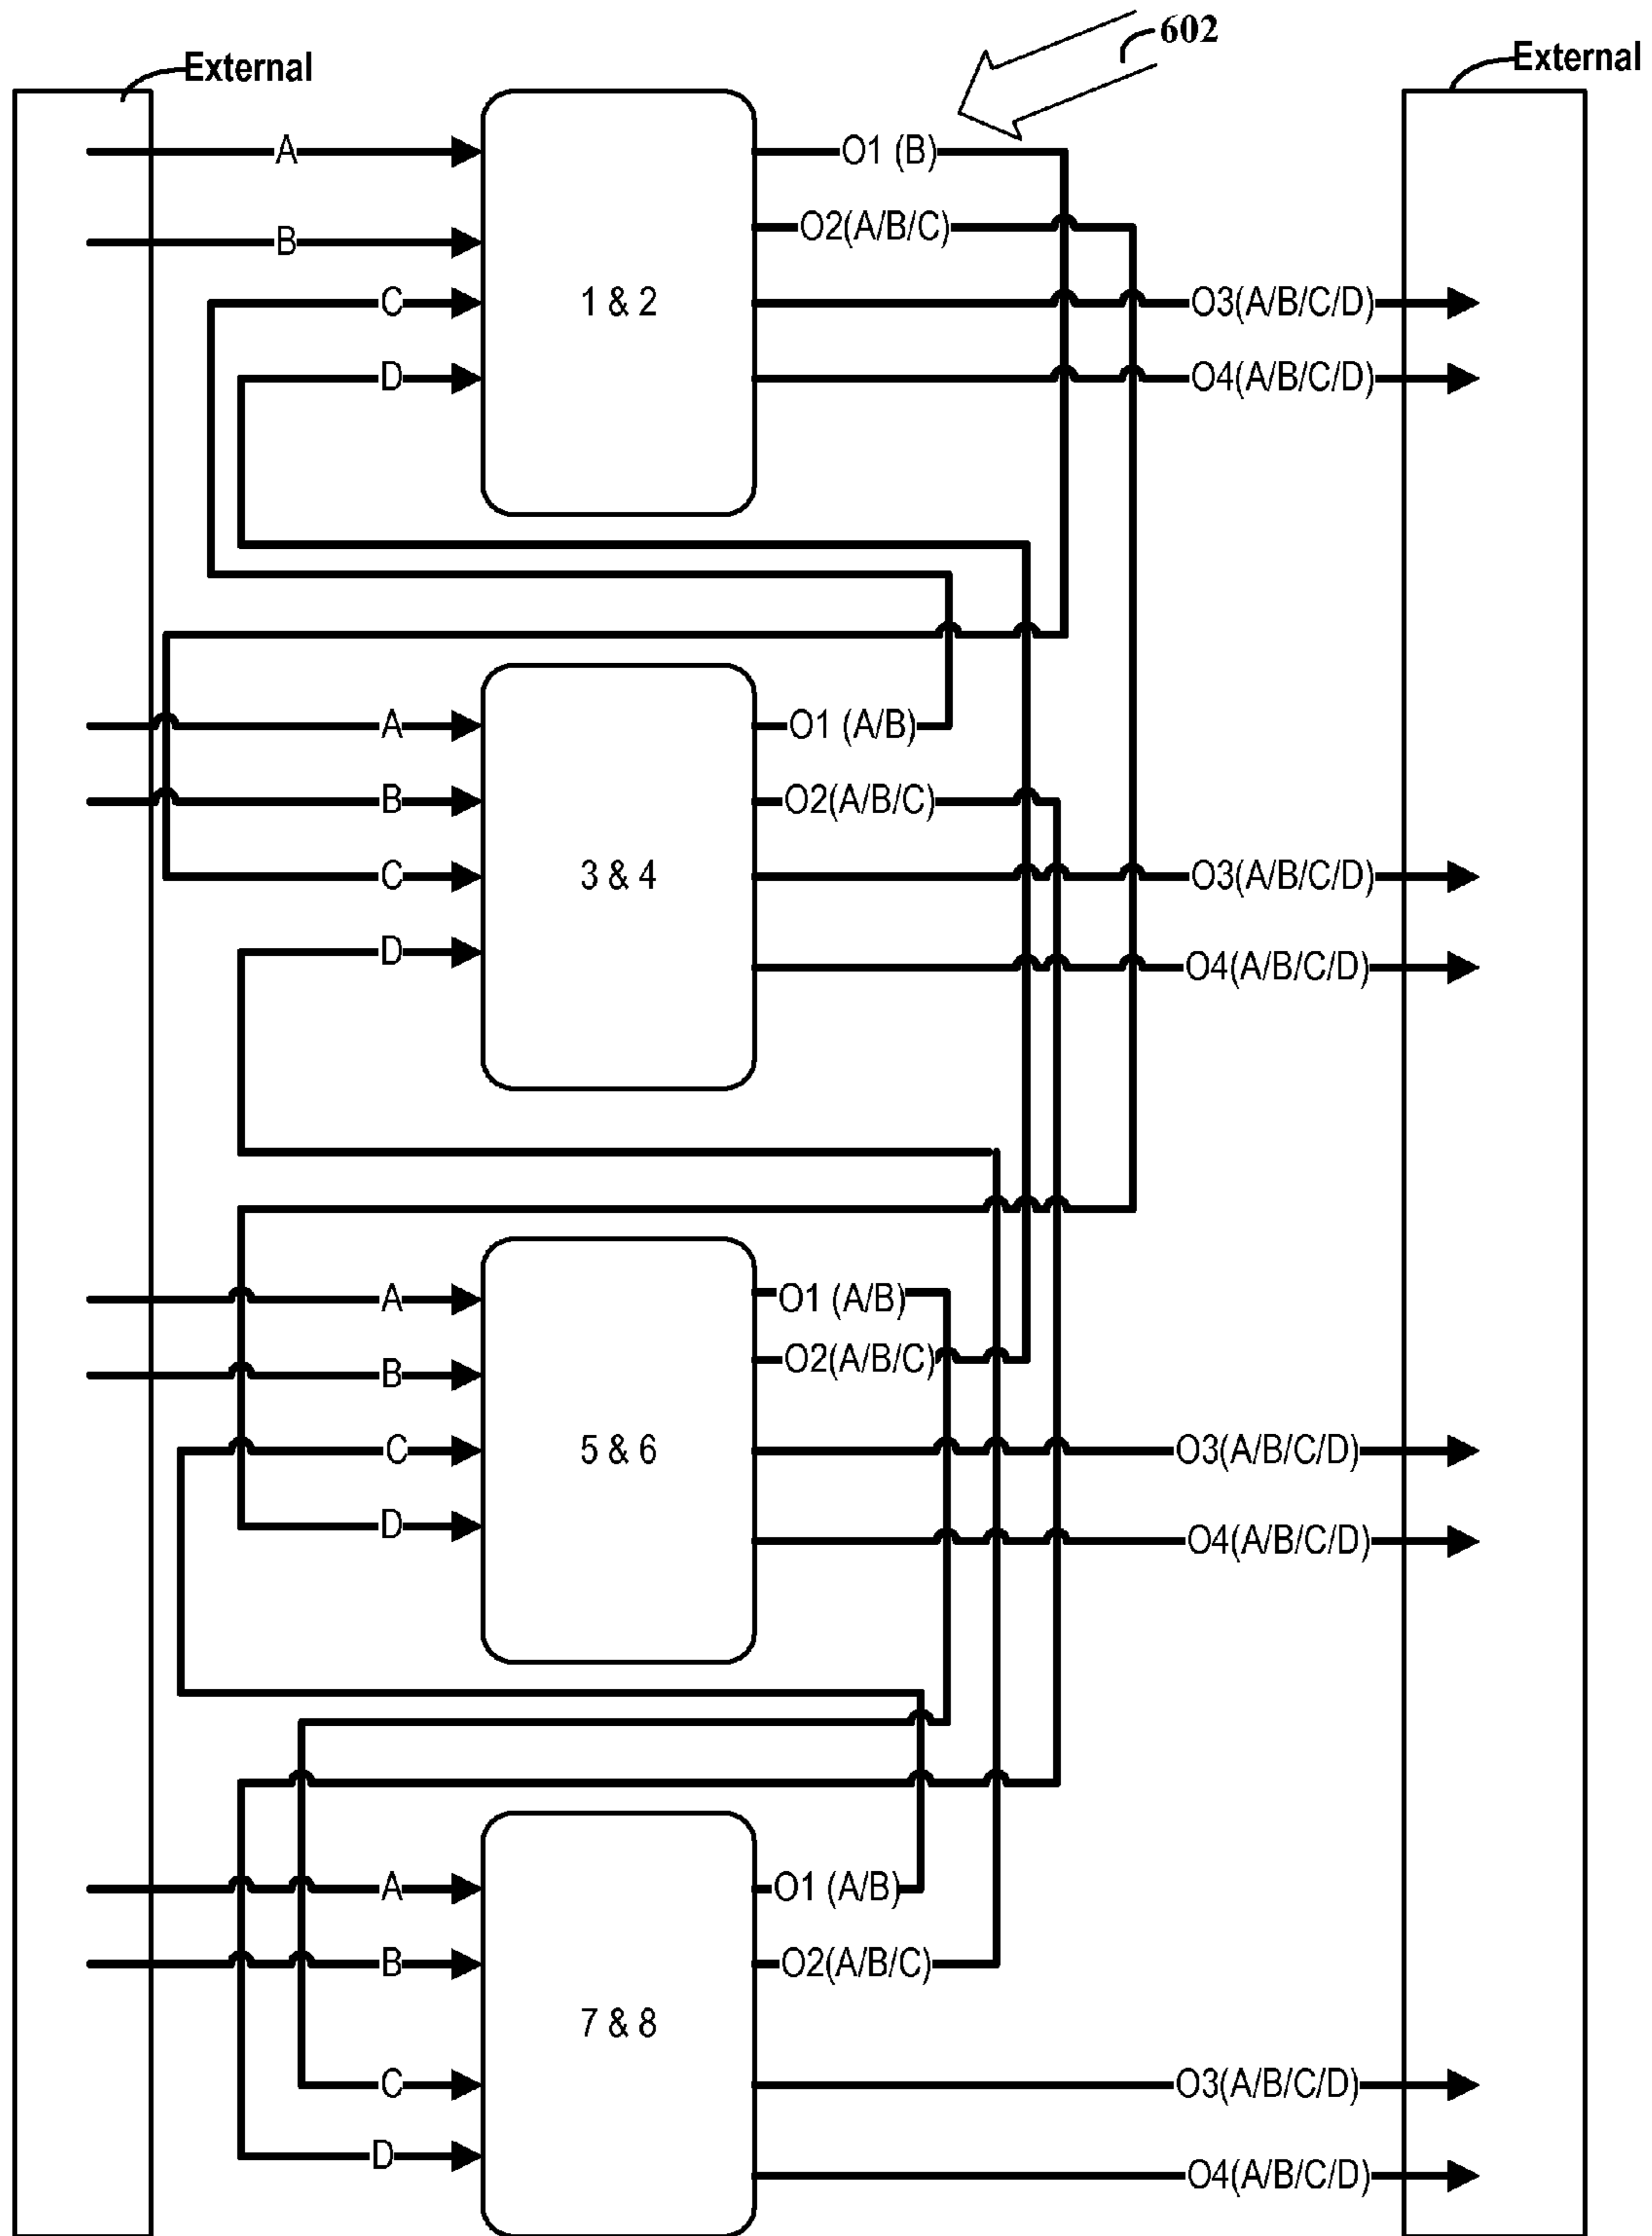 602
External
External
A
O1 (B)
B
O2(A/B/C)
C
1 & 2
O3(A/B/C/D)
D
O4(A/B/C/D)
A
O1 (A/B)
B
O2(A/B/C)
C
3 & 4
O3(A/B/C/D)
D
O4(A/B/C/D)
A
O1 (A/B)
B
O2(A/B/C)
C
5 & 6
O3(A/B/C/D)
D
O4(A/B/C/D)
A
O1 (A/B)
B
O2(A/B/C)
7 & 8
C
O3(A/B/C/D)
D
O4(A/B/C/D)